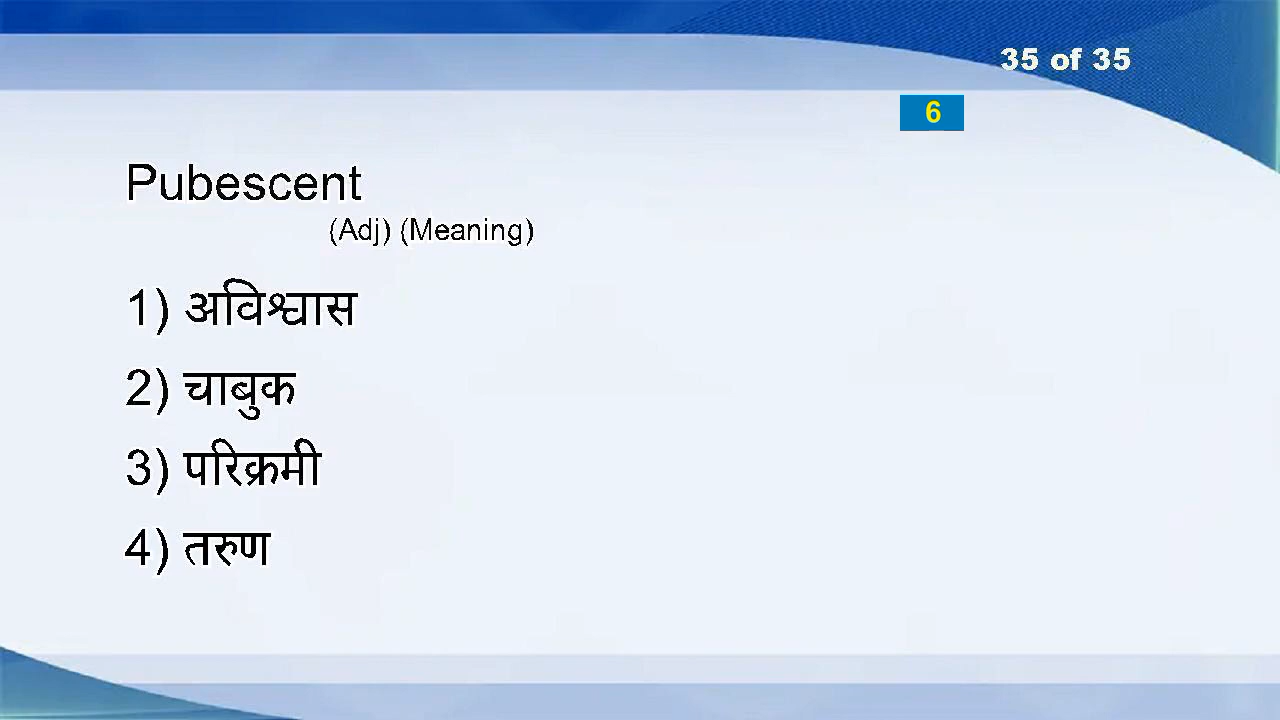 35 of 35
6
Pubescent
(Adj) (Meaning)
1) अविश्वास
2) चाबुक
3) परिक्रमी
4) तरुण